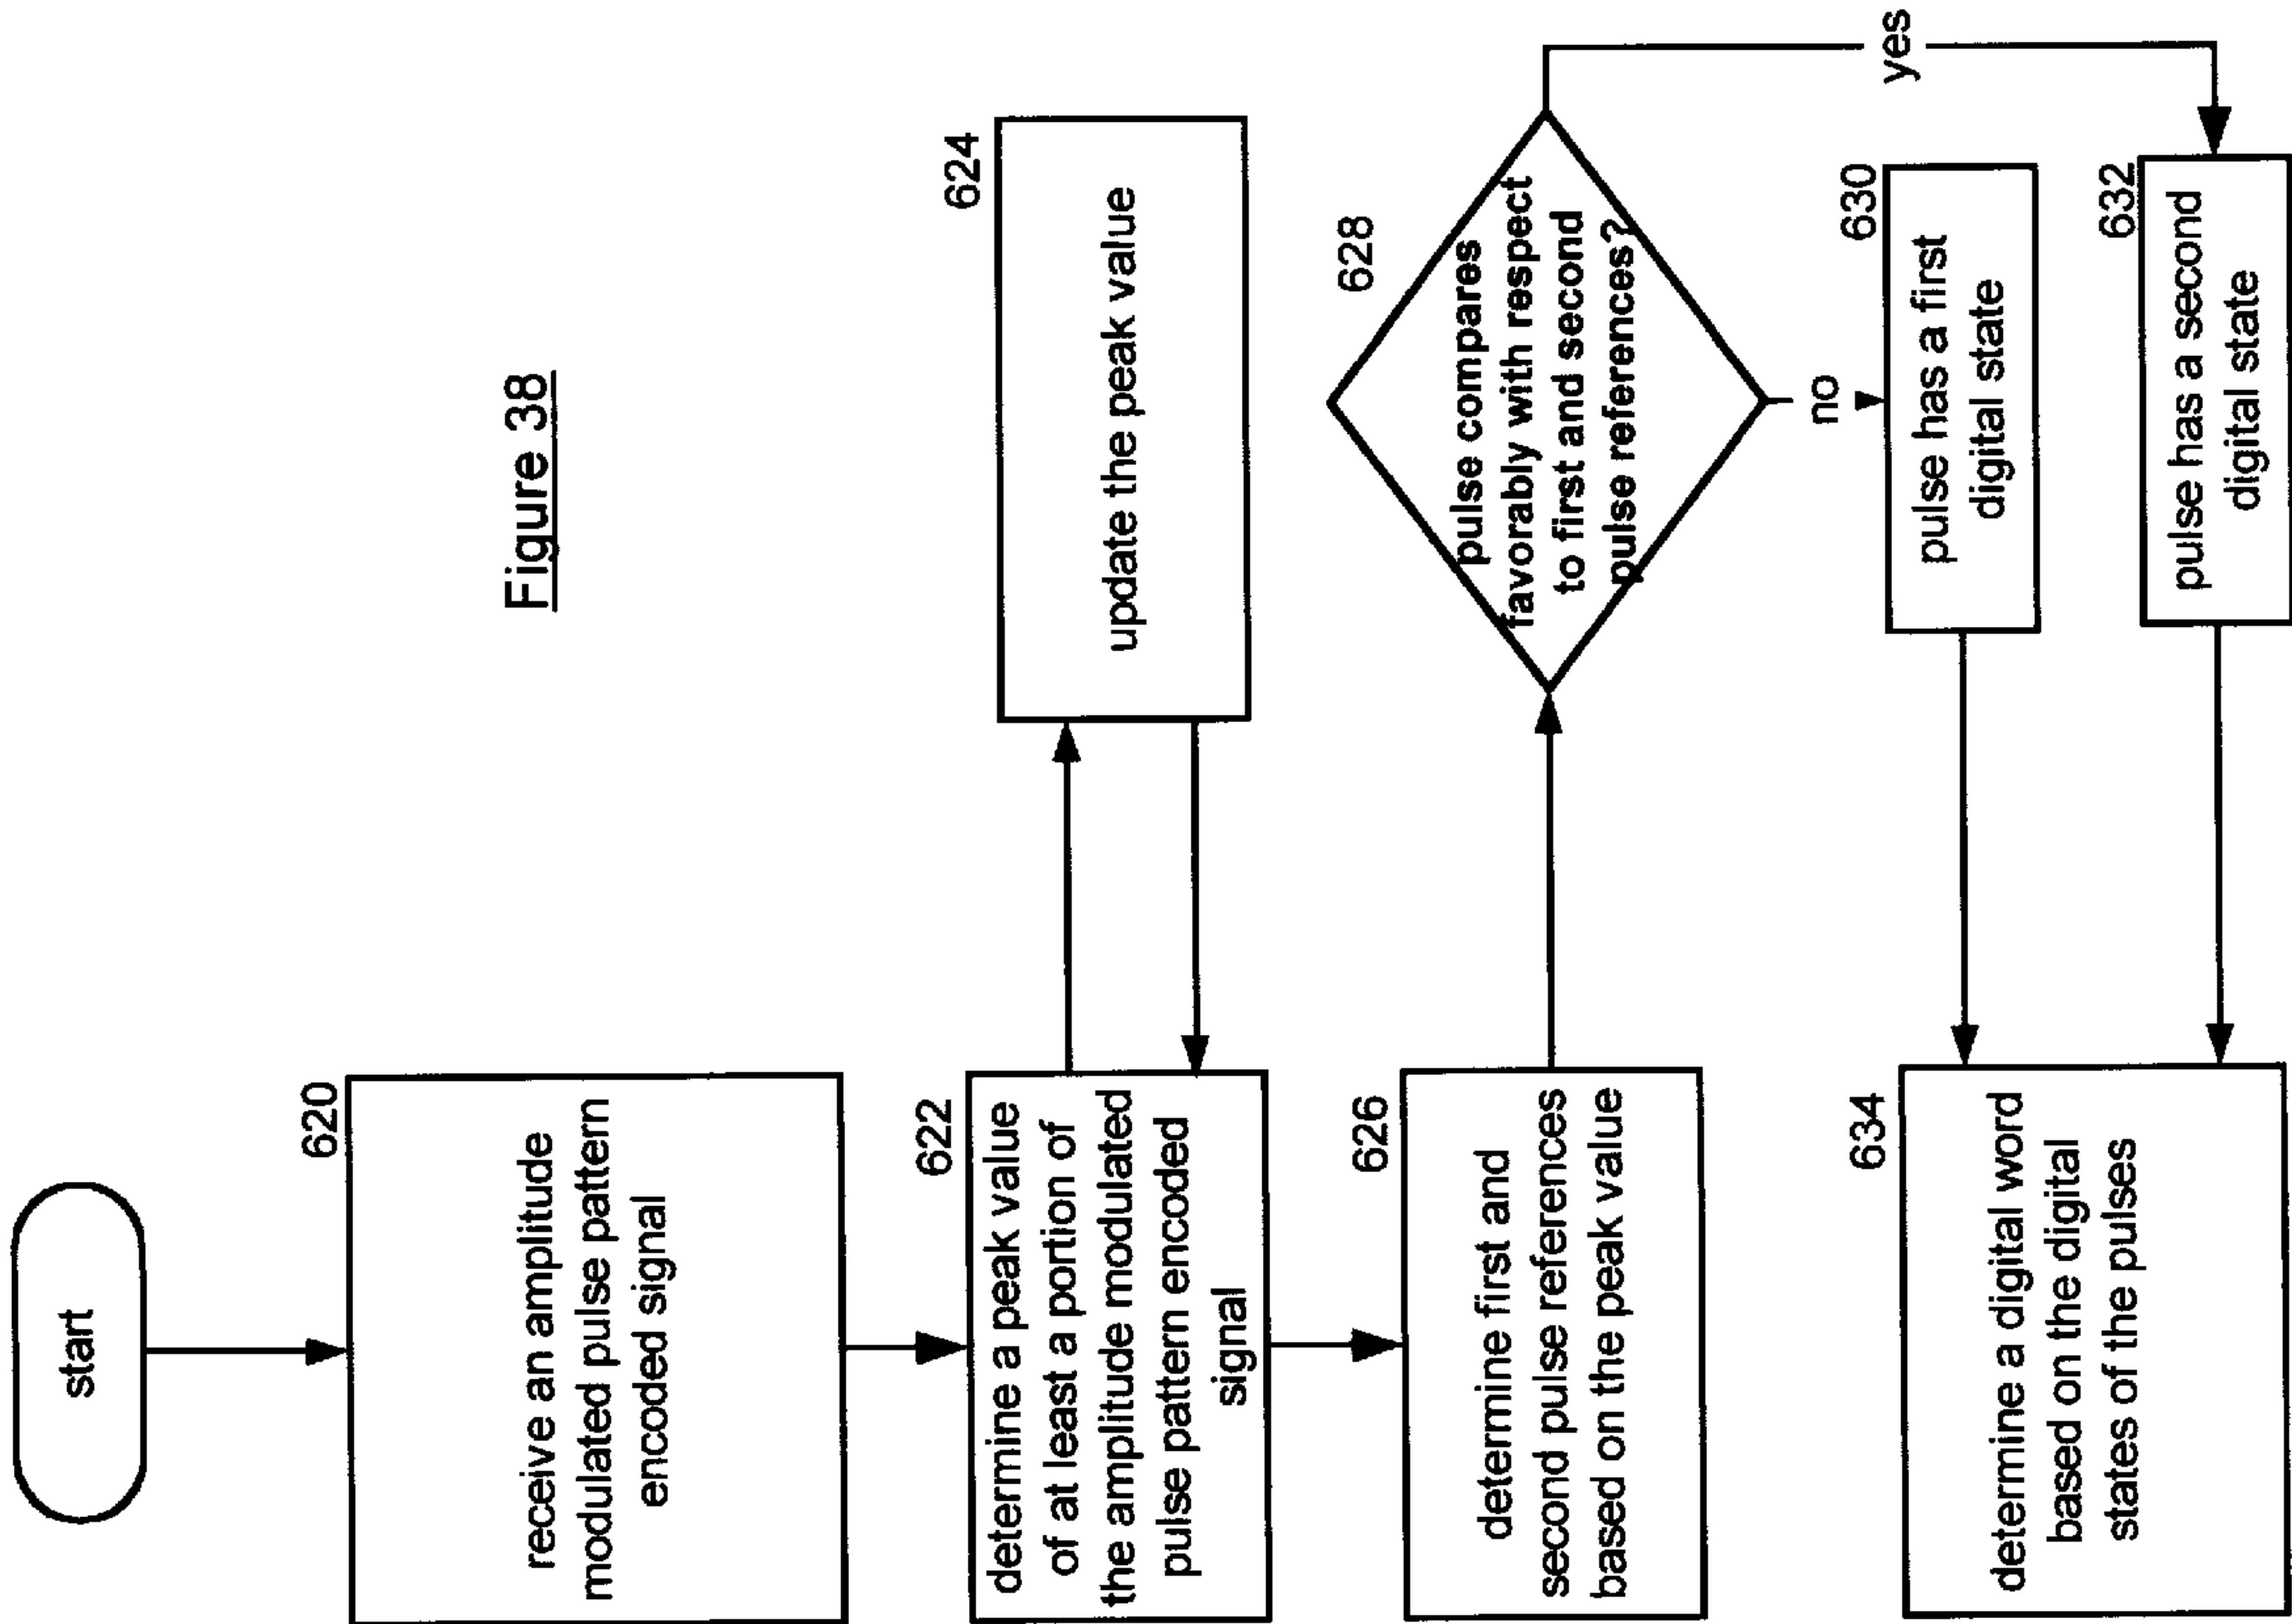 Figure 38
start
620
receive an amplitude
modulated pulse pattern
encoded signal
622
determine a peak value
of at least a portion of
the amplitude modulated
pulse pattern encoded
signal
624
update the peak value
626
determine first and
second pulse references
based on the peak value
628
pulse compares
favorably with respect
to first and second
pulse references?
no
yes
630
pulse has a first
digital state
632
pulse has a second
digital state
634
determine a digital word
based on the digital
states of the pulses